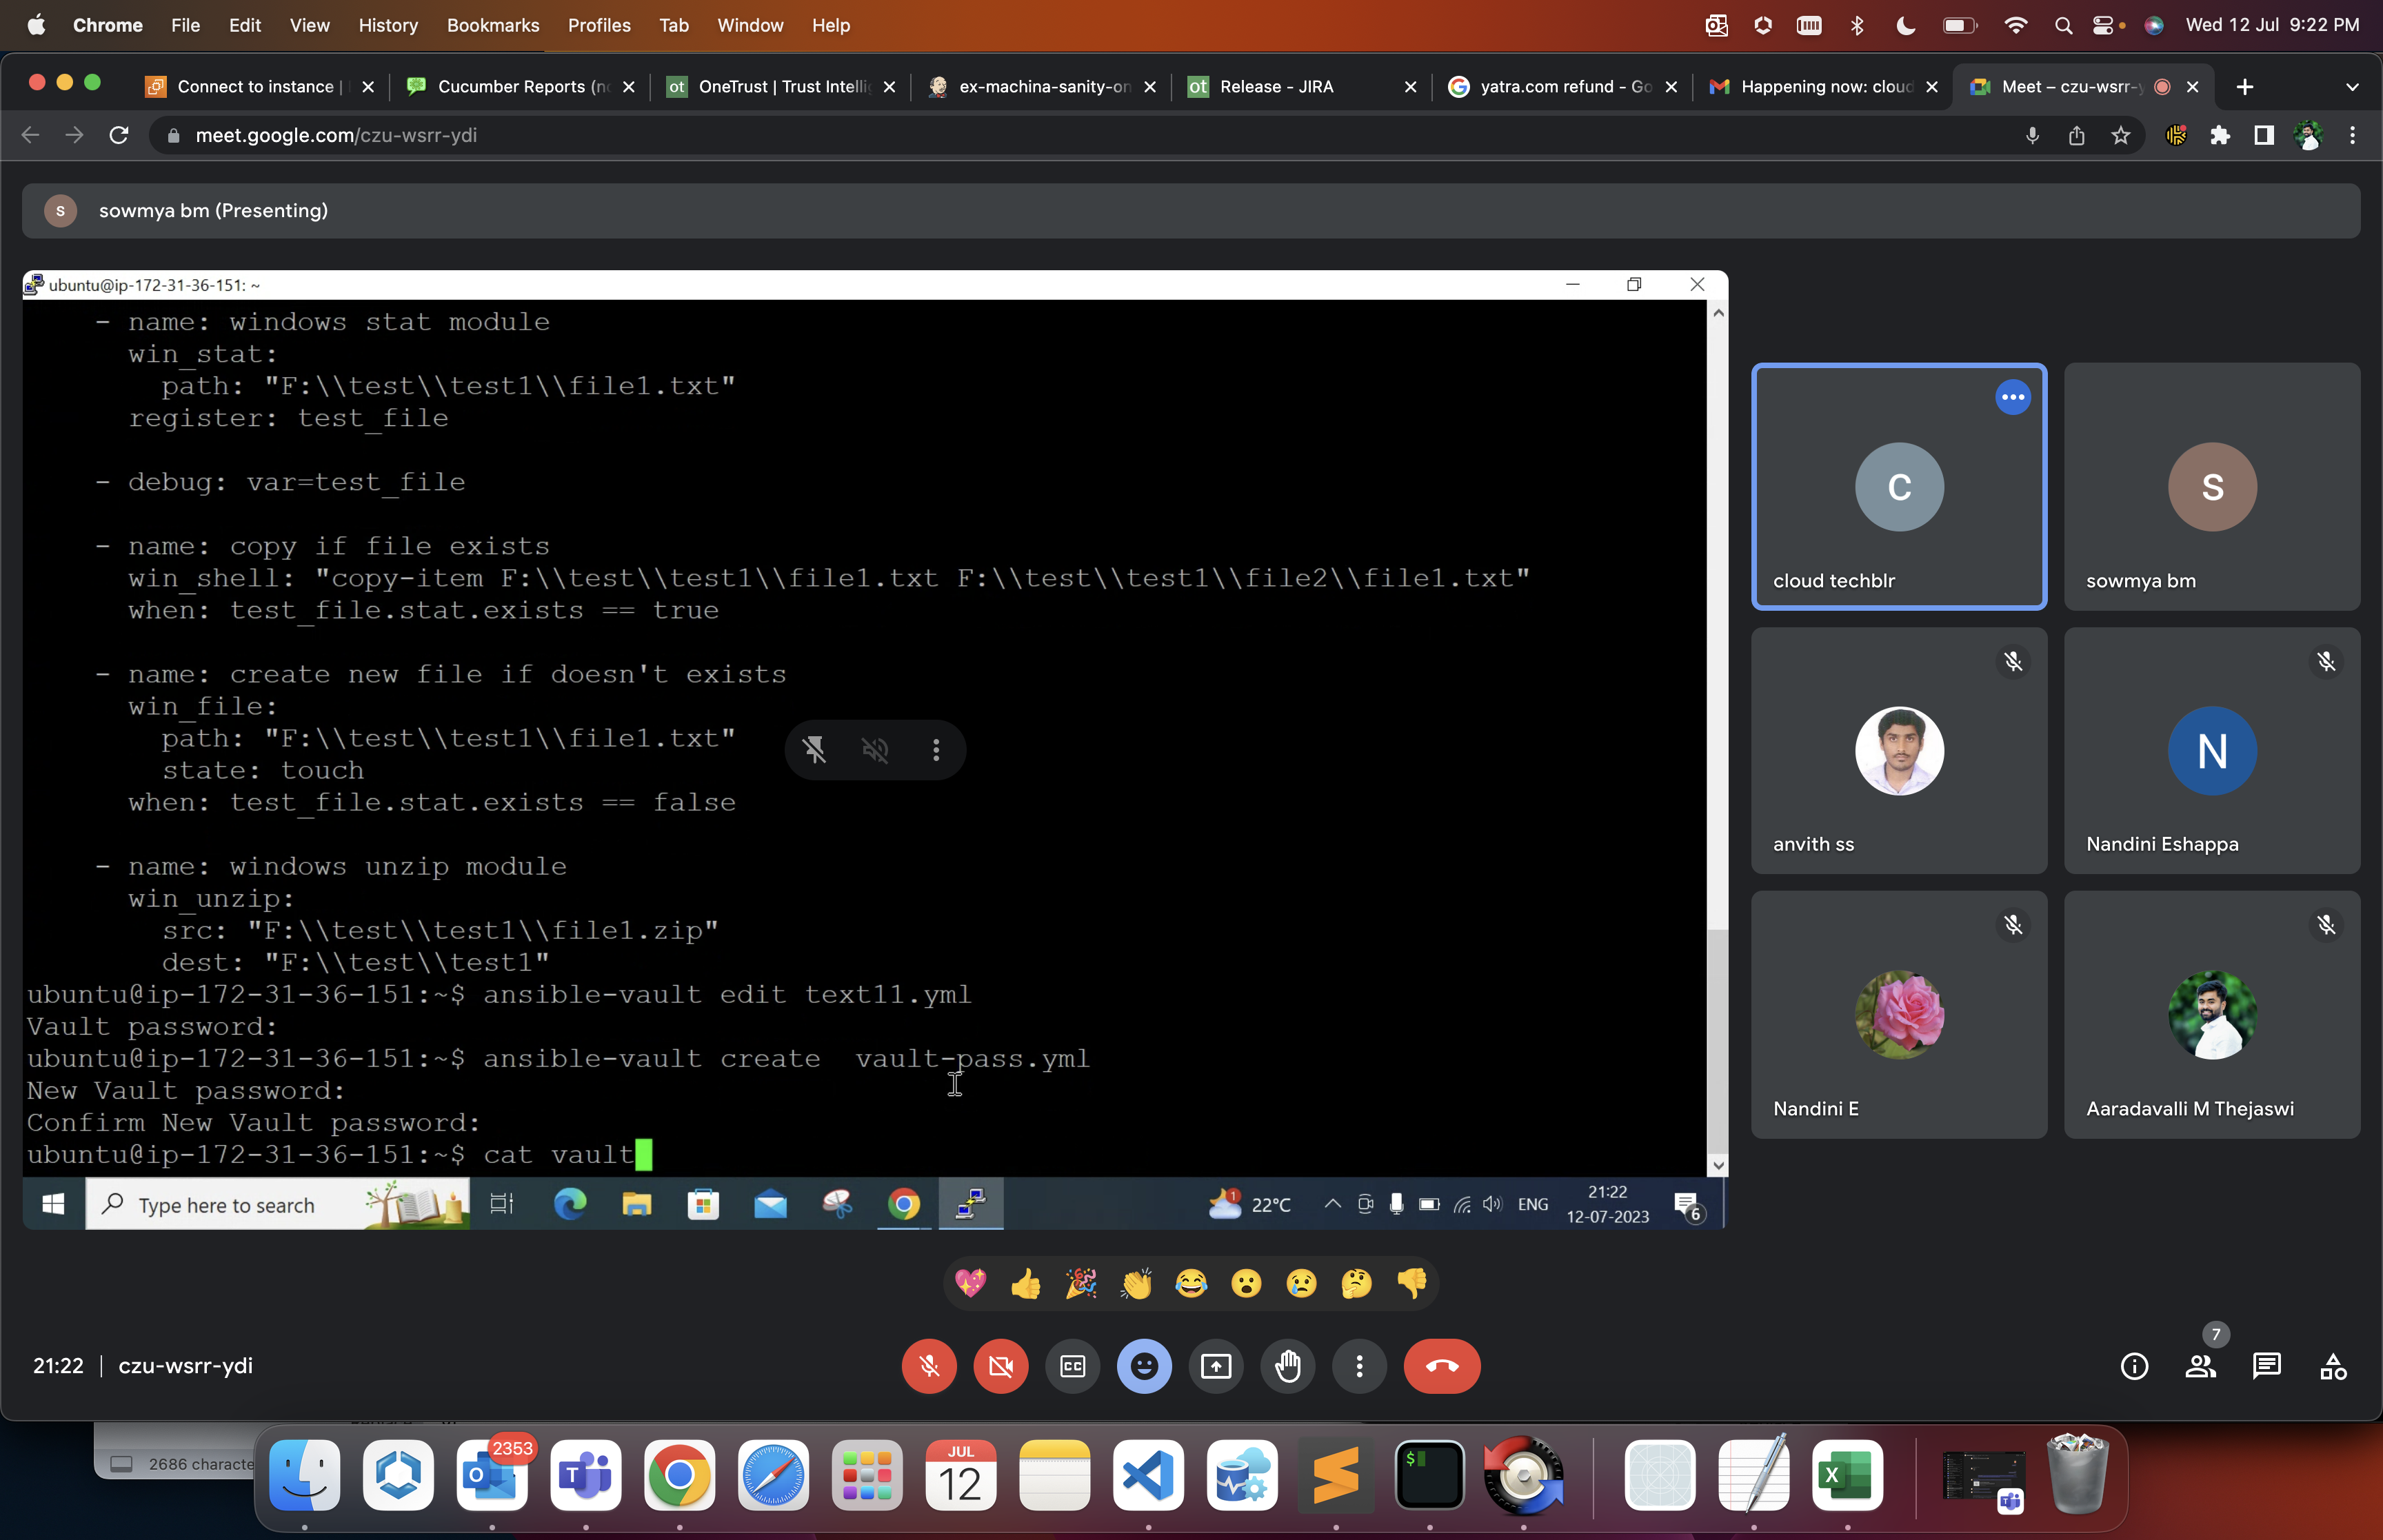 Chrome File Edit View History Bookmarks Profiles Tab Window Help Wed 12 Jul 9:22 PM
Connect to instance | Cucumber Reports (no OneTrust | Trust Intellig ex-machina-sanity-on Release - JIRA yatra.com refund - Go Happening now: cloud Meet – czu-wsrr-y
meet.google.com/czu-wsrr-ydi
S sowmya bm (Presenting)
ubuntu@ip-172-31-36-151: ~
- name: windows stat module
win_stat:
path: "F:\\test\\test1\\file1.txt"
register: test_file
- debug: var=test_file
- name: copy if file exists
win_shell: "copy-item F:\\test\\test1\\file1.txt F:\\test\\test1\\file2\\file1.txt"
when: test_file.stat.exists == true
- name: create new file if doesn't exists
win_file:
path: "F:\\test\\test1\\file1.txt"
state: touch
when: test_file.stat.exists == false
- name: windows unzip module
win_unzip:
src: "F:\\test\\test1\\file1.zip"
dest: "F:\\test\\test1"
ubuntu@ip-172-31-36-151:~$ ansible-vault edit text11.yml
Vault password:
ubuntu@ip-172-31-36-151:~$ ansible-vault create  vault-pass.yml
New Vault password:
Confirm New Vault password:
ubuntu@ip-172-31-36-151:~$ cat vault
Type here to search 1 22°C ENG 21:22 6
12-07-2023
C S
cloud techblr sowmya bm
N
anvith ss Nandini Eshappa
Nandini E Aaradavalli M Thejaswi
7
21:22 | czu-wsrr-ydi CC
2686 characte
2353
JUL
12